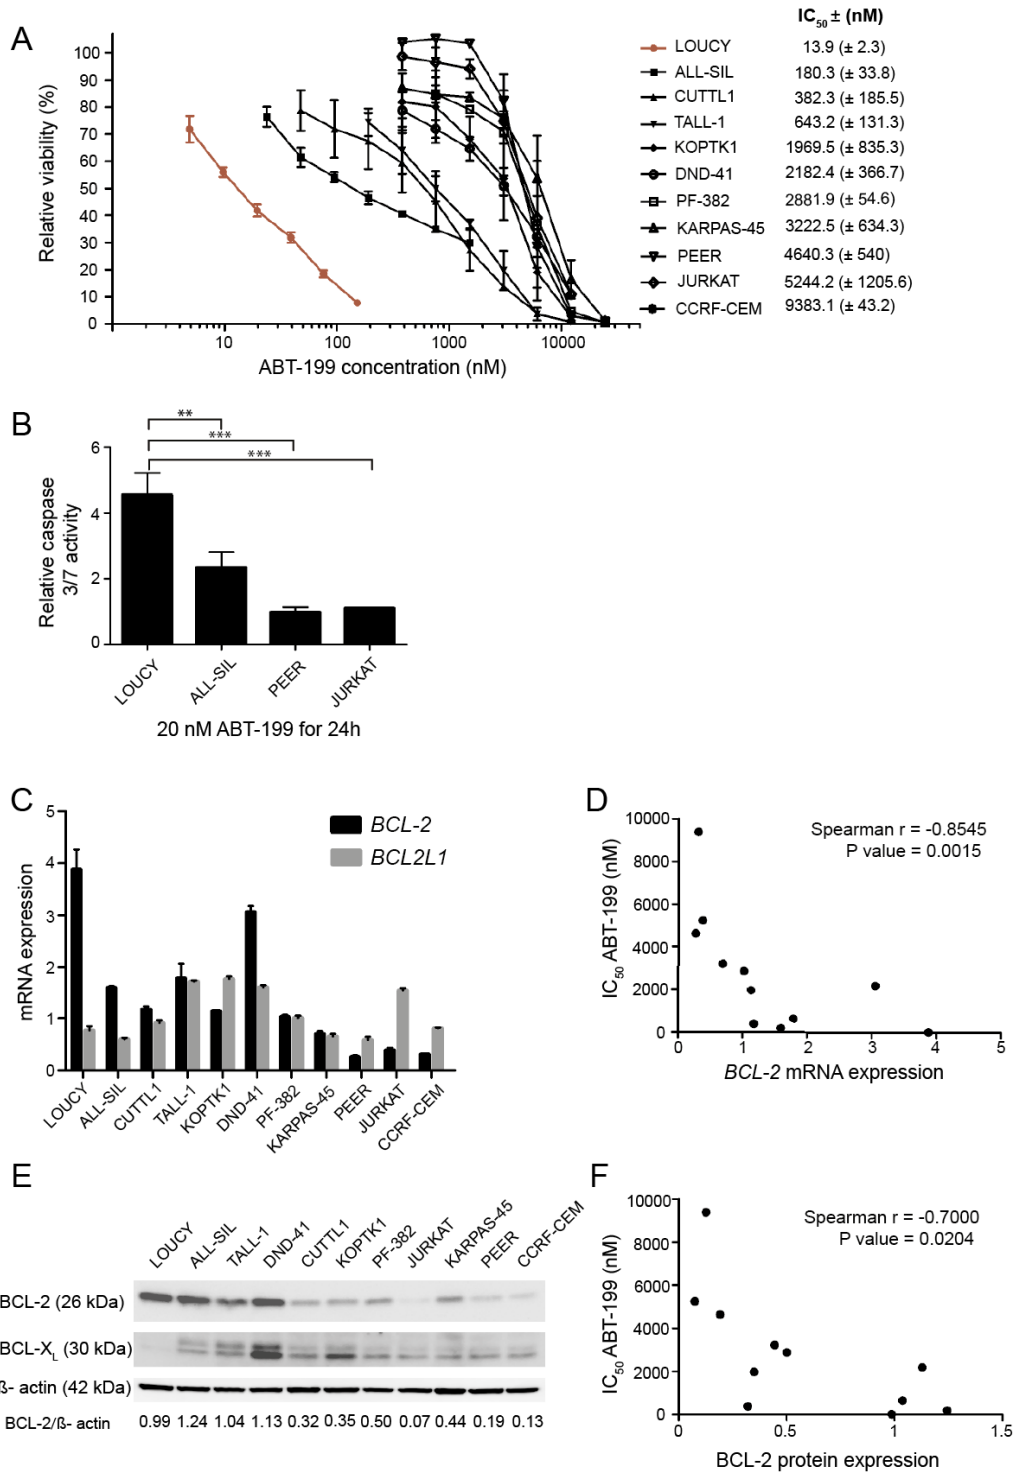 A
IC50 ± (nM)
Relative viability (%)
100
90
80
70
60
50
40
30
20
10
0
10
100
1000
10000
ABT-199 concentration (nM)
LOUCY 13.9 (± 2.3)
ALL-SIL 180.3 (± 33.8)
CUTTL1 382.3 (± 185.5)
TALL-1 643.2 (± 131.3)
KOPTK1 1969.5 (± 835.3)
DND-41 2182.4 (± 366.7)
PF-382 2881.9 (± 54.6)
KARPAS-45 3222.5 (± 634.3)
PEER 4640.3 (± 540)
JURKAT 5244.2 (± 1205.6)
CCRF-CEM 9383.1 (± 43.2)
B
**
***
***
Relative caspase
3/7 activity
6
4
2
0
LOUCY
ALL-SIL
PEER
JURKAT
20 nM ABT-199 for 24h
C
mRNA expression
5
4
3
2
1
0
BCL-2
BCL2L1
LOUCY
ALL-SIL
CUTTL1
TALL-1
KOPTK1
DND-41
PF-382
KARPAS-45
PEER
JURKAT
CCRF-CEM
D
IC50 ABT-199 (nM)
10000
8000
6000
4000
2000
0
Spearman r = -0.8545
P value = 0.0015
0 1 2 3 4 5
BCL-2 mRNA expression
E
LOUCY
ALL-SIL
TALL-1
DND-41
CUTTL1
KOPTK1
PF-382
JURKAT
KARPAS-45
PEER
CCRF-CEM
BCL-2 (26 kDa)
BCL-XL (30 kDa)
ß- actin (42 kDa)
BCL-2/ß- actin 0.99 1.24 1.04 1.13 0.32 0.35 0.50 0.07 0.44 0.19 0.13
F
IC50 ABT-199 (nM)
10000
8000
6000
4000
2000
0
Spearman r = -0.7000
P value = 0.0204
0 0.5 1 1.5
BCL-2 protein expression